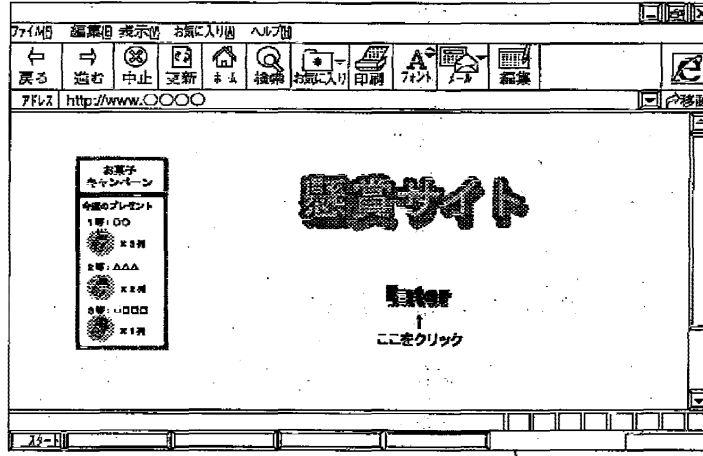 ファイル(F) 編集(E) 表示(V) お気に入り(A) ヘルプ(H)
戻る 進む 中止 更新 ホーム 検索 お気に入り 印刷 フォント メール 編集
アドレス http://www.〇〇〇〇 移動
お菓子
キャンペーン
今週のプレゼント
1等:〇〇
×3列
2等:△△△
×2列
3等:□□□□
×1列
懸賞サイト
Enter
↑
ここをクリック
スタート